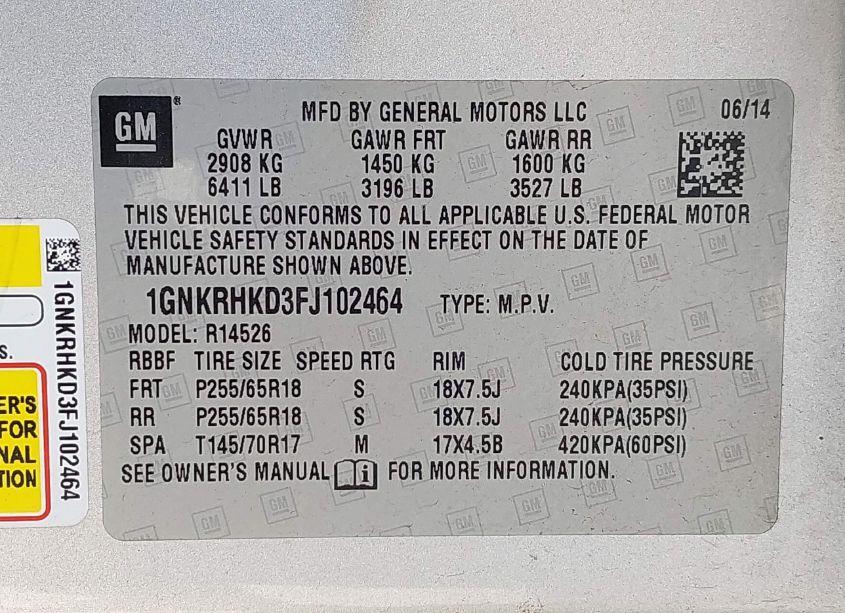 GM®
MFD BY GENERAL MOTORS LLC 06/14
GVWR GAWR FRT GAWR RR
2908 KG 1450 KG 1600 KG
6411 LB 3196 LB 3527 LB
THIS VEHICLE CONFORMS TO ALL APPLICABLE U.S. FEDERAL MOTOR
VEHICLE SAFETY STANDARDS IN EFFECT ON THE DATE OF
MANUFACTURE SHOWN ABOVE.
1GNKRHKD3FJ102464 TYPE: M.P.V.
MODEL: R14526
RBBF TIRE SIZE SPEED RTG RIM COLD TIRE PRESSURE
FRT P255/65R18 S 18X7.5J 240KPA(35PSI)
RR P255/65R18 S 18X7.5J 240KPA(35PSI)
SPA T145/70R17 M 17X4.5B 420KPA(60PSI)
SEE OWNER'S MANUAL i FOR MORE INFORMATION.
1GNKRHKD3FJ102464
S.
ER'S
FOR
NAL
TION